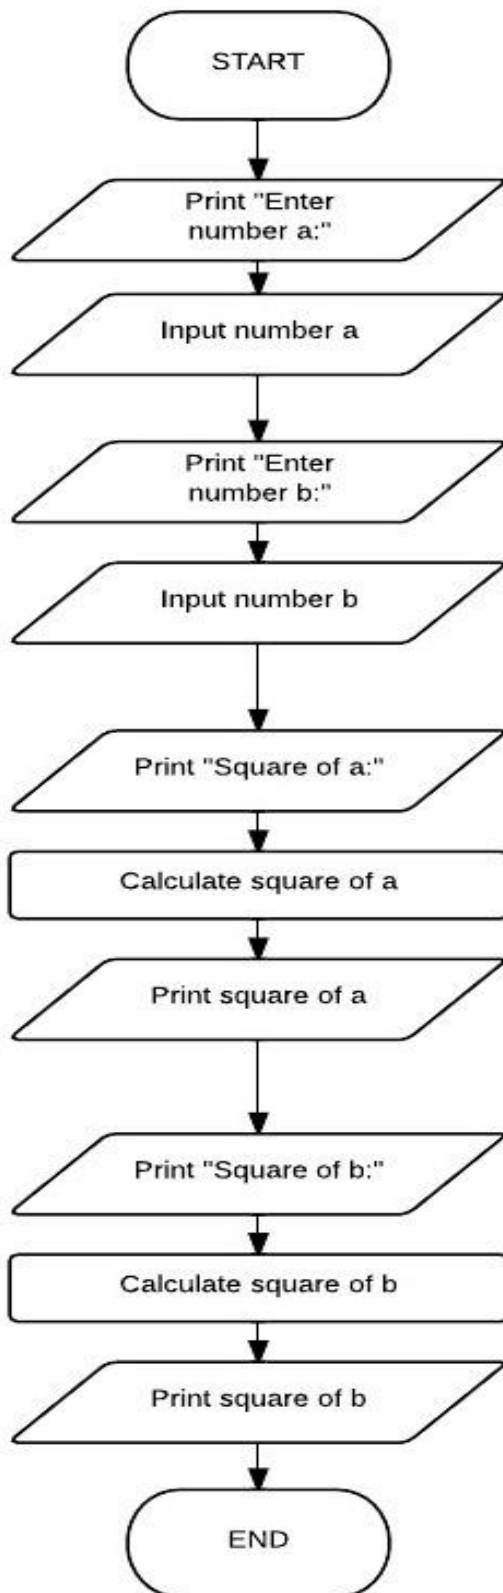 START
Print "Enter
number a:"
Input number a
Print "Enter
number b:"
Input number b
Print "Square of a:"
Calculate square of a
Print square of a
Print "Square of b:"
Calculate square of b
Print square of b
END